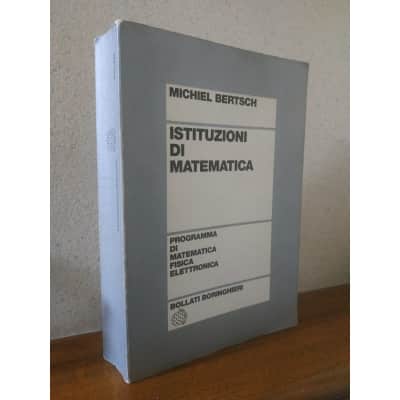 MICHIEL BERTSCH
ISTITUZIONI
DI
MATEMATICA
PROGRAMMA
DI
MATEMATICA
FISICA
ELETTRONICA
BOLLATI BORINGHIERI